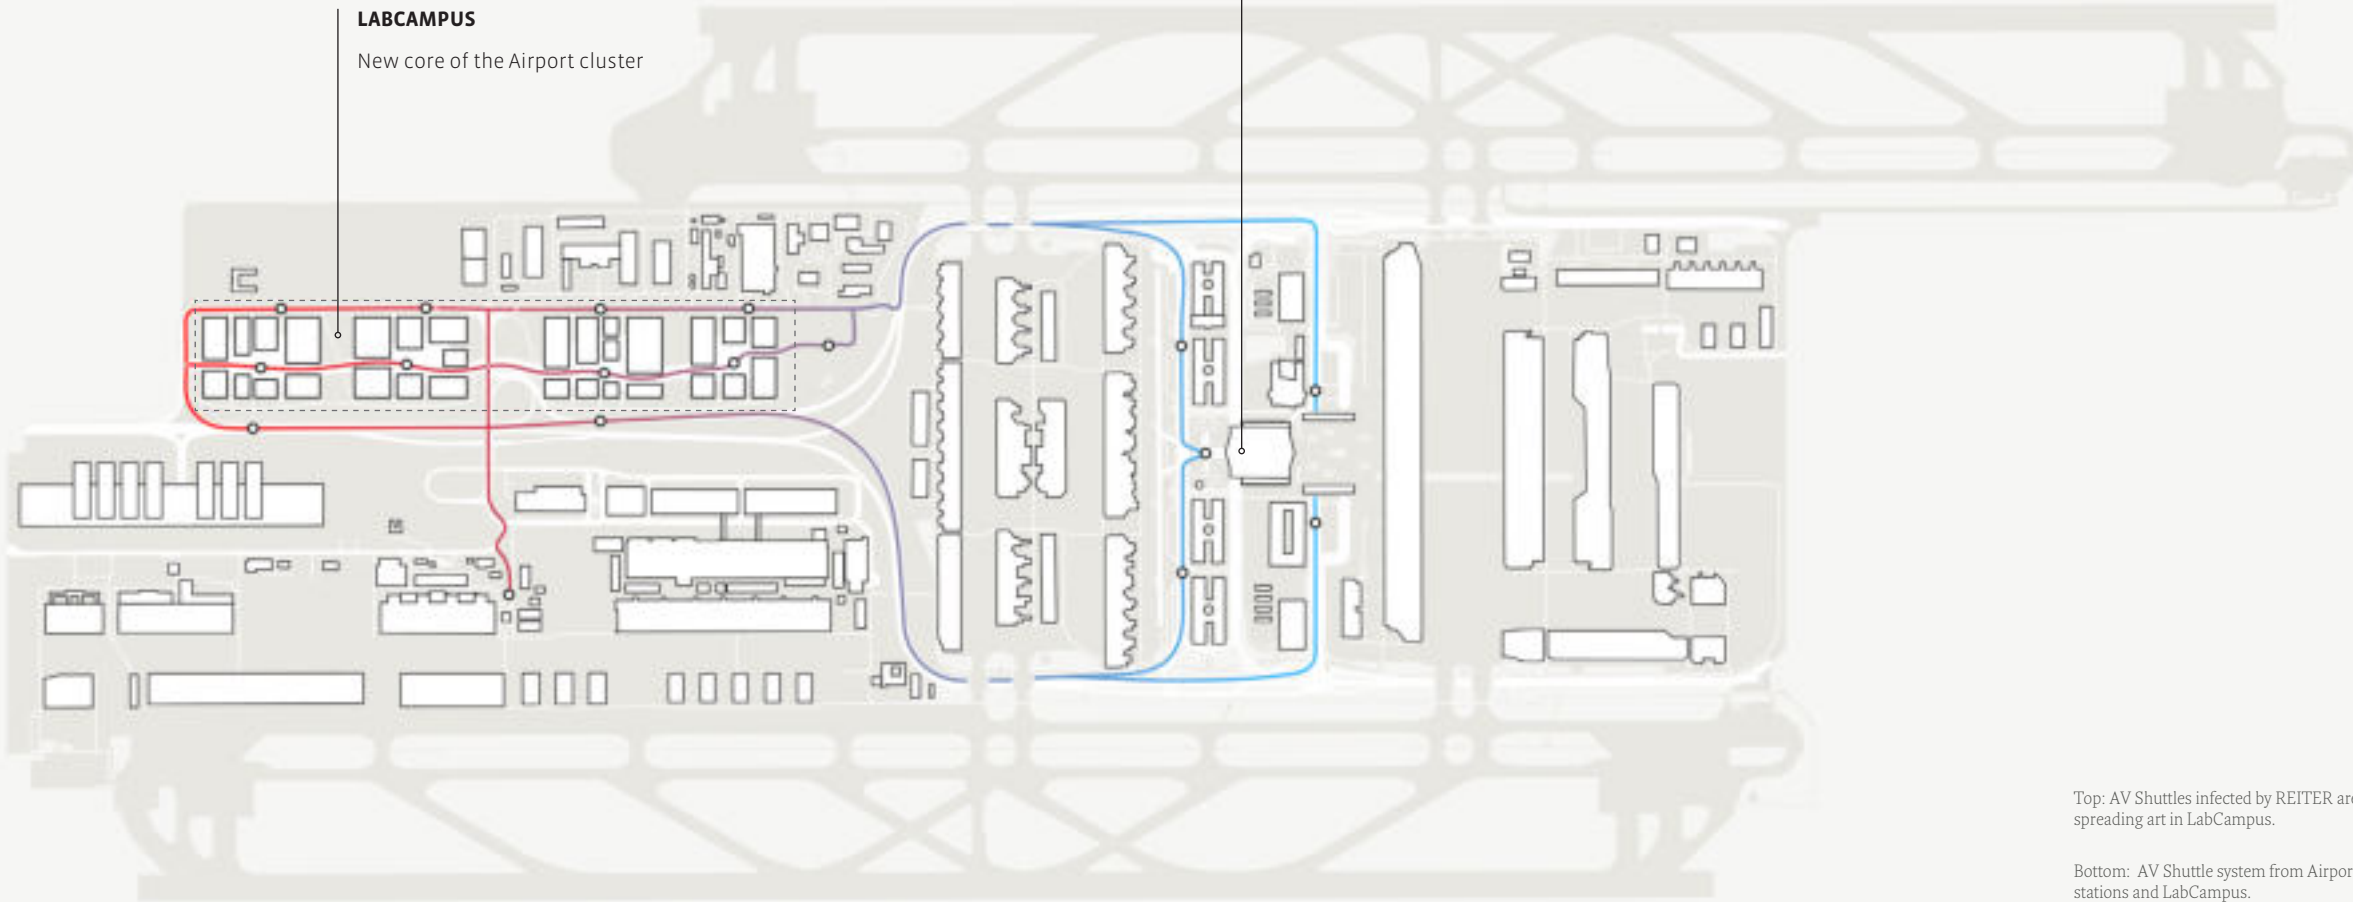 LABCAMPUS
New core of the Airport cluster
Top: AV Shuttles infected by REITER are
spreading art in LabCampus.
Bottom:  AV Shuttle system from Airpor
stations and LabCampus.